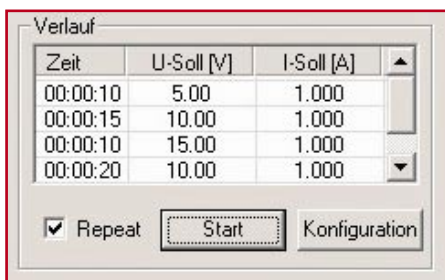 Verlauf
Zeit U-Soll [V] I-Soll [A]
00:00:10 5.00 1.000
00:00:15 10.00 1.000
00:00:10 15.00 1.000
00:00:20 10.00 1.000
Repeat Start Konfiguration